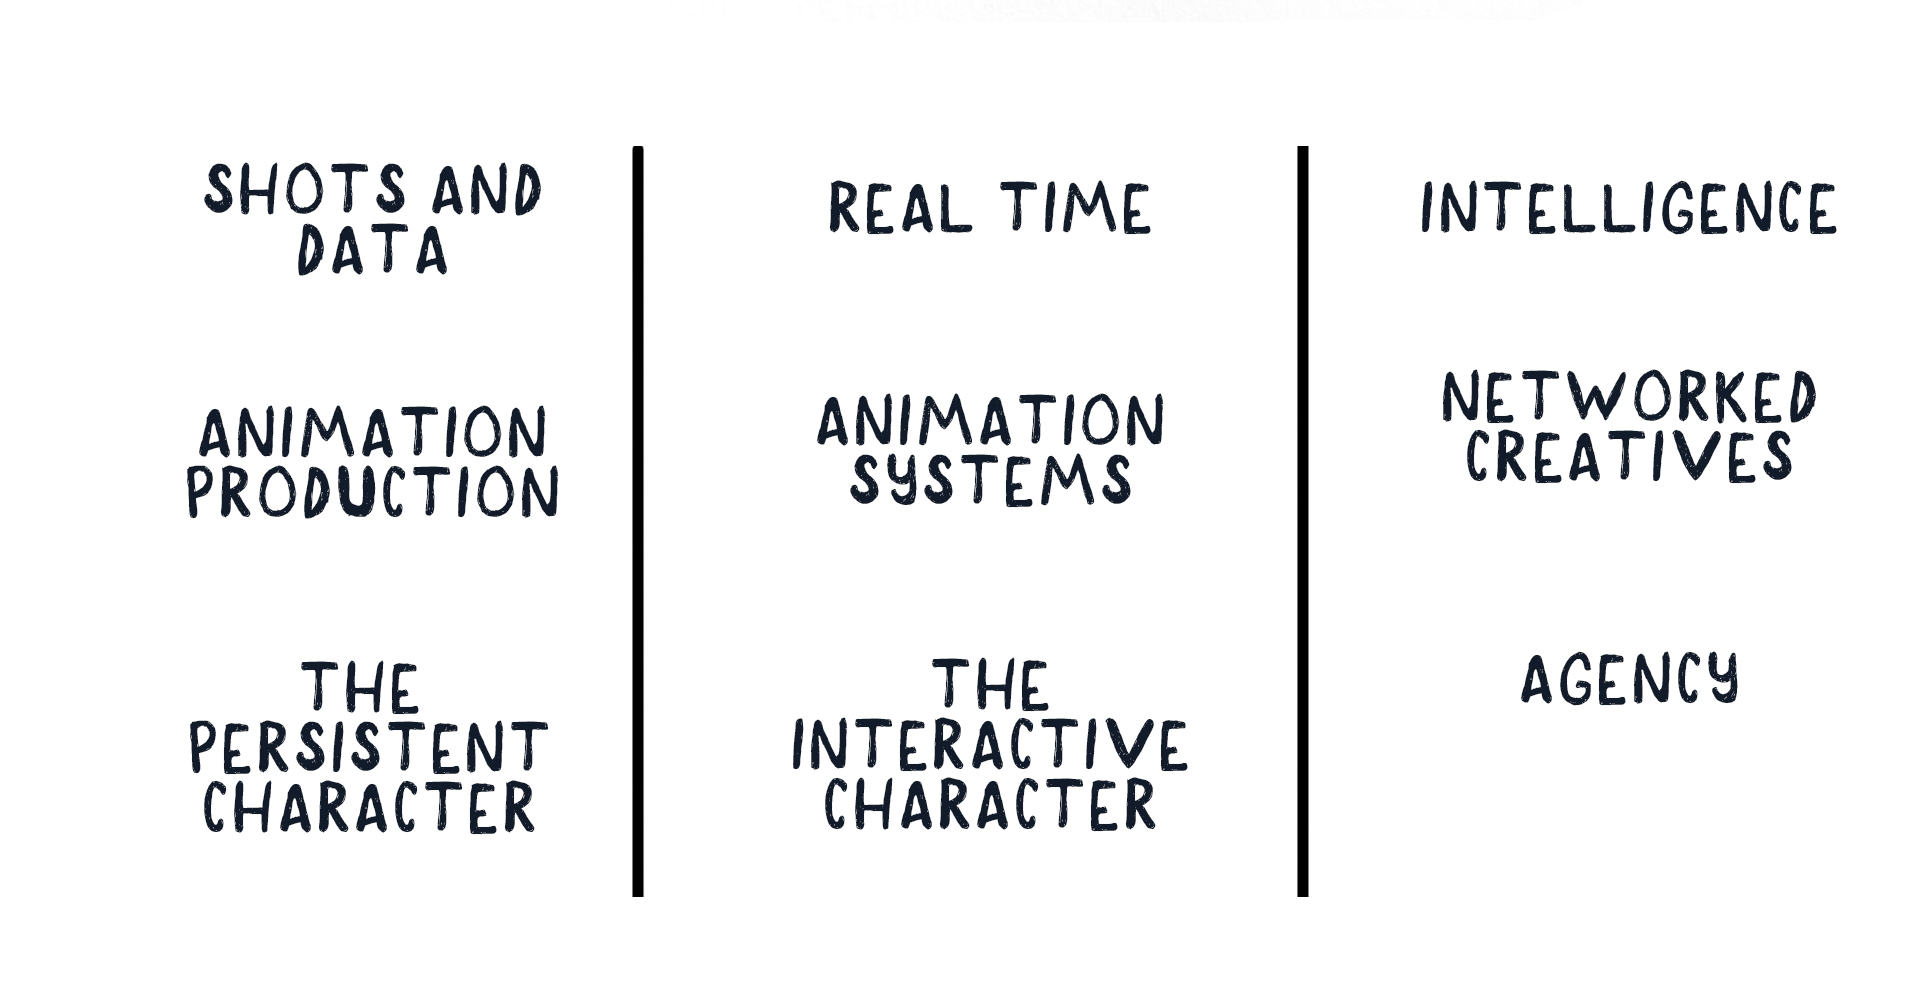 SHOTS AND
DATA
ANIMATION
PRODUCTION
THE
PERSISTENT
CHARACTER
REAL TIME
ANIMATION
SYSTEMS
THE
INTERACTIVE
CHARACTER
INTELLIGENCE
NETWORKED
CREATIVES
AGENCY